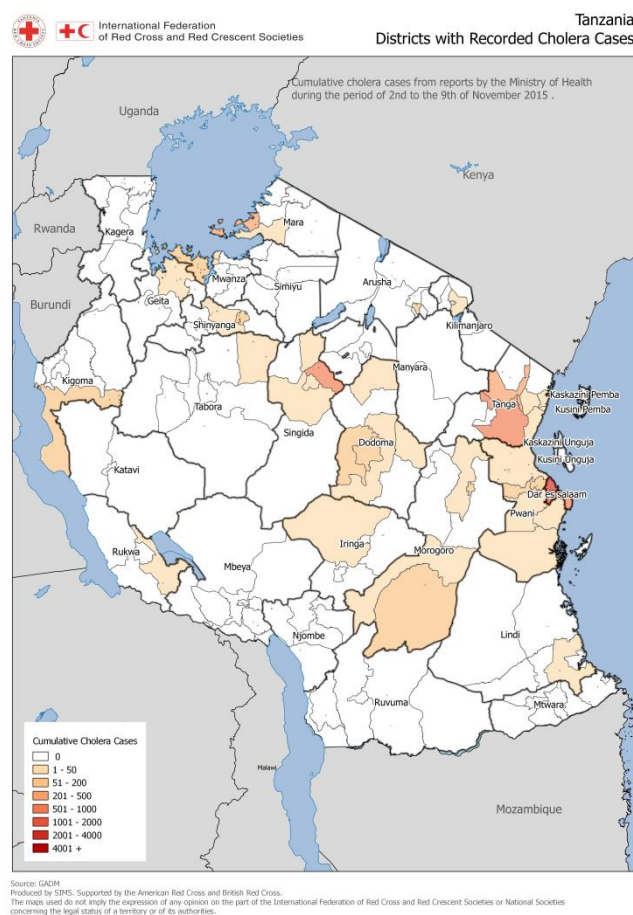 International Federation
of Red Cross and Red Crescent Societies
Tanzania
Districts with Recorded Cholera Cases
Cumulative cholera cases from reports by the Ministry of Health
during the period of 2nd to the 9th of November 2015 .
Uganda
Kenya
Rwanda
Kagera
Mara
Burundi
Mwanza
Simiyu
Arusha
Geita
Shinyanga
Kilimanjaro
Kigoma
Manyara
Tabora
Tanga
Kaskazini Pemba
Kusini Pemba
Singida
Dodoma
Kaskazini Unguja
Kusini Unguja
Katavi
Dar es salaam
Pwani
Iringa
Morogoro
Rukwa
Mbeya
Njombe
Lindi
Ruvuma
Mtwara
Malawi
Mozambique
Cumulative Cholera Cases
0
1 - 50
51 - 200
201 - 500
501 - 1000
1001 - 2000
2001 - 4000
4001 +
Source: GADM
Produced by SIMS. Supported by the American Red Cross and British Red Cross.
The maps used do not imply the expression of any opinion on the part of the International Federation of Red Cross and Red Crescent Societies or National Societies
concerning the legal status of a territory or of its authorities.